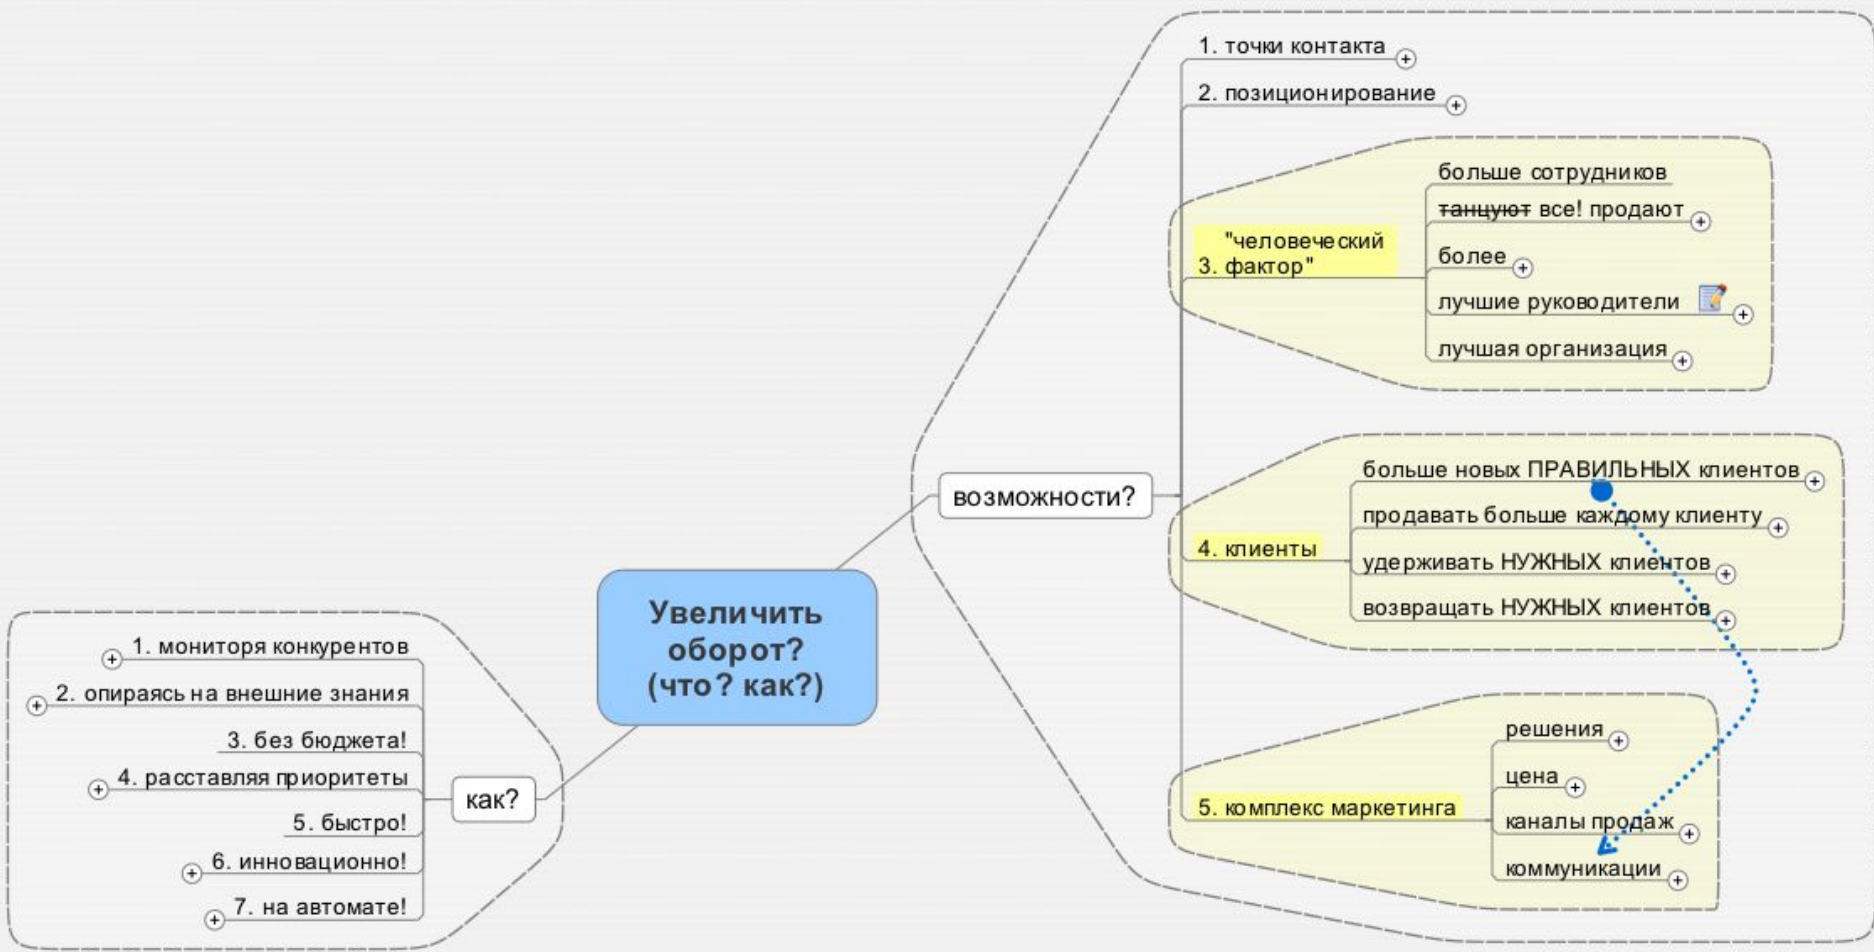 Увеличить
оборот?
(что? как?)
возможности?
1. точки контакта
2. позиционирование
"человеческий
3. фактор"
больше сотрудников
танцуют все! продают
более
лучшие руководители
лучшая организация
4. клиенты
больше новых ПРАВИЛЬНЫХ клиентов
продавать больше каждому клиенту
удерживать НУЖНЫХ клиентов
возвращать НУЖНЫХ клиентов
5. комплекс маркетинга
решения
цена
каналы продаж
коммуникации
как?
1. мониторя конкурентов
2. опираясь на внешние знания
3. без бюджета!
4. расставляя приоритеты
5. быстро!
6. инновационно!
7. на автомате!